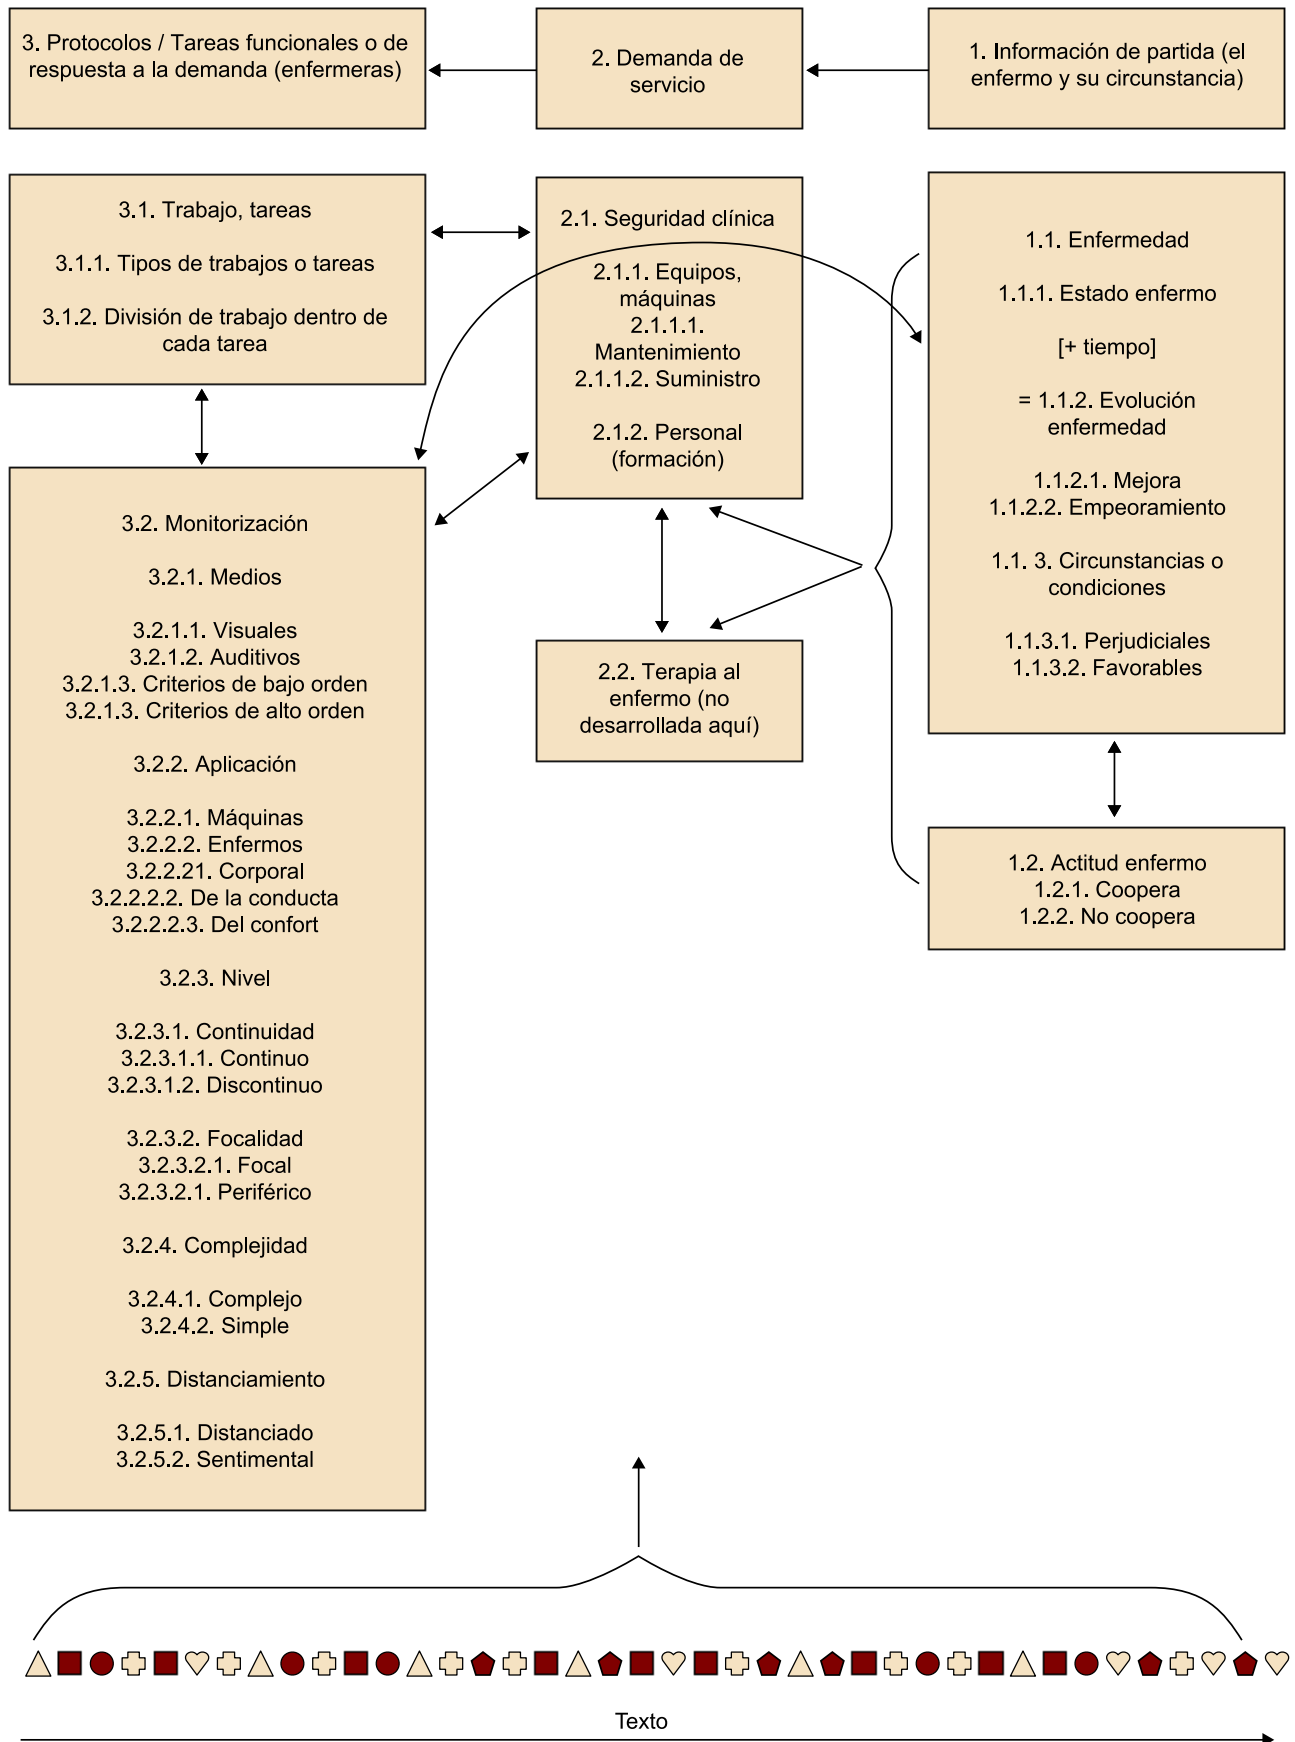 3. Protocolos / Tareas funcionales o de
respuesta a la demanda (enfermeras)
2. Demanda de
servicio
1. Información de partida (el
enfermo y su circunstancia)
3.1. Trabajo, tareas
3.1.1. Tipos de trabajos o tareas
3.1.2. División de trabajo dentro de
cada tarea
3.2. Monitorización
3.2.1. Medios
3.2.1.1. Visuales
3.2.1.2. Auditivos
3.2.1.3. Criterios de bajo orden
3.2.1.3. Criterios de alto orden
3.2.2. Aplicación
3.2.2.1. Máquinas
3.2.2.2. Enfermos
3.2.2.21. Corporal
3.2.2.2.2. De la conducta
3.2.2.2.3. Del confort
3.2.3. Nivel
3.2.3.1. Continuidad
3.2.3.1.1. Continuo
3.2.3.1.2. Discontinuo
3.2.3.2. Focalidad
3.2.3.2.1. Focal
3.2.3.2.1. Periférico
3.2.4. Complejidad
3.2.4.1. Complejo
3.2.4.2. Simple
3.2.5. Distanciamiento
3.2.5.1. Distanciado
3.2.5.2. Sentimental
2.1. Seguridad clínica
2.1.1. Equipos,
máquinas
2.1.1.1.
Mantenimiento
2.1.1.2. Suministro
2.1.2. Personal
(formación)
2.2. Terapia al
enfermo (no
desarrollada aquí)
1.1. Enfermedad
1.1.1. Estado enfermo
[+ tiempo]
= 1.1.2. Evolución
enfermedad
1.1.2.1. Mejora
1.1.2.2. Empeoramiento
1.1. 3. Circunstancias o
condiciones
1.1.3.1. Perjudiciales
1.1.3.2. Favorables
1.2. Actitud enfermo
1.2.1. Coopera
1.2.2. No coopera
Texto